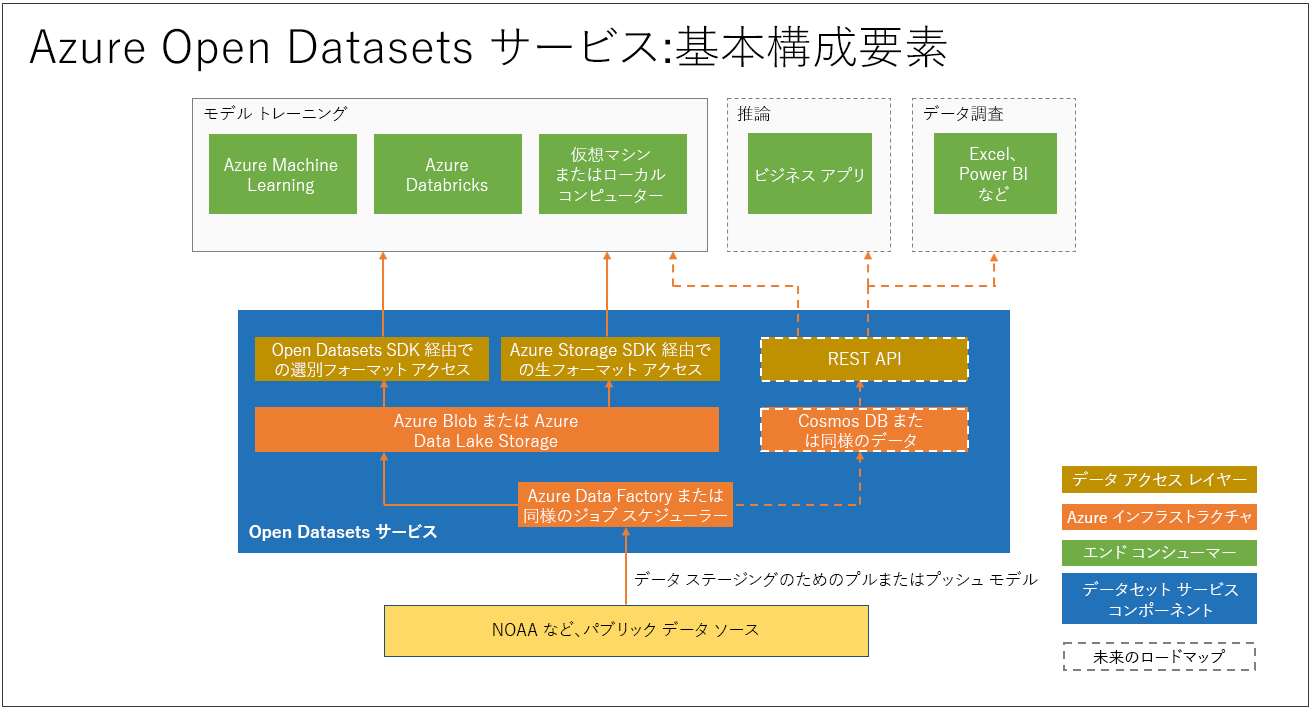 Azure Open Datasets サービス:基本構成要素
モデル トレーニング
Azure Machine
Learning
Azure
Databricks
仮想マシン
またはローカル
コンピューター
推論
ビジネス アプリ
データ調査
Excel、
Power BI
など
Open Datasets SDK 経由で
の選別フォーマット アクセス
Azure Storage SDK 経由で
の生フォーマット アクセス
REST API
Azure Blob または Azure
Data Lake Storage
Cosmos DB また
は同様のデータ
Azure Data Factory または
同様のジョブ スケジューラー
Open Datasets サービス
データ ステージングのためのプルまたはプッシュ モデル
NOAA など、パブリック データ ソース
データ アクセス レイヤー
Azure インフラストラクチャ
エンド コンシューマー
データセット サービス
コンポーネント
未来のロードマップ